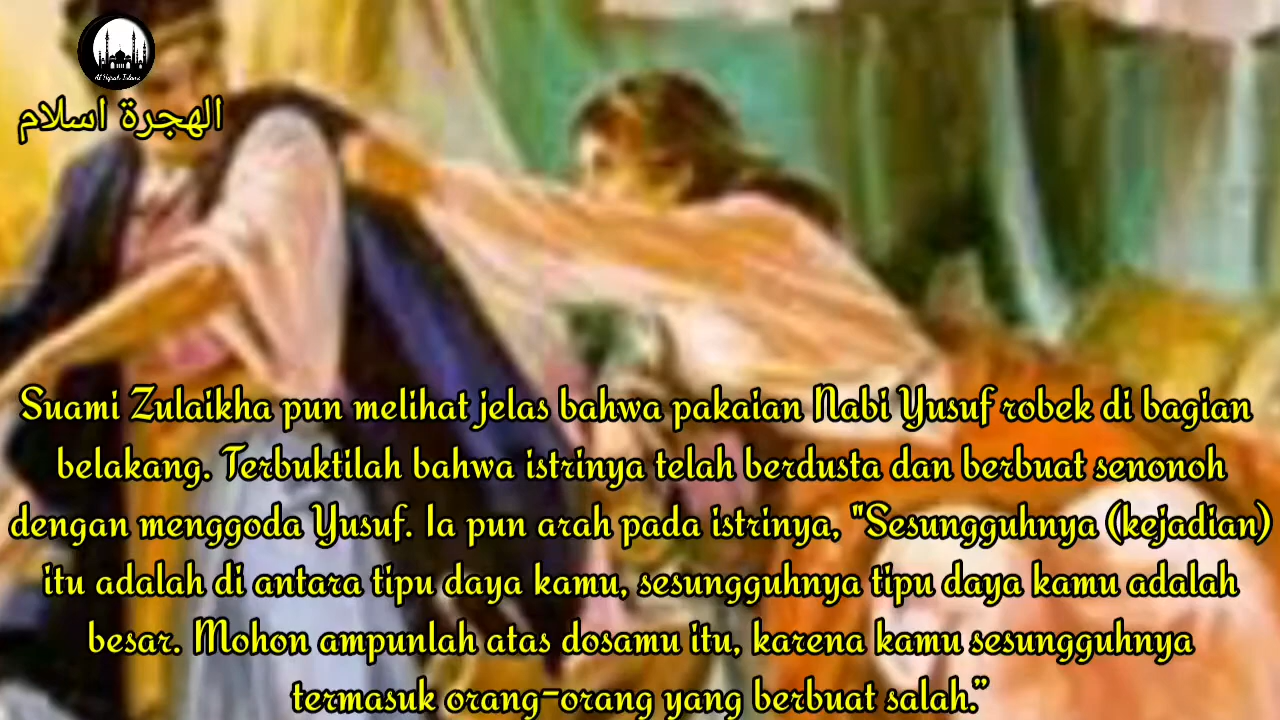 Al Hijrah Islami
الهجرة اسلام
Suami Zulaikha pun melihat jelas bahwa pakaian Nabi Yusuf robek di bagian
belakang. Terbuktilah bahwa istrinya telah berdusta dan berbuat senonoh
dengan menggoda Yusuf. Ia pun arah pada istrinya, "Sesungguhnya (kejadian)
itu adalah di antara tipu daya kamu, sesungguhnya tipu daya kamu adalah
besar. Mohon ampunlah atas dosamu itu, karena kamu sesungguhnya
termasuk orang-orang yang berbuat salah."